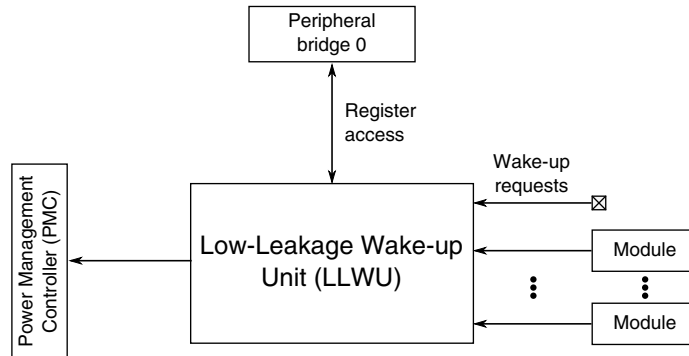 Peripheral
bridge 0
Register
access
Wake-up
requests
Power Management
Controller (PMC)
Low-Leakage Wake-up
Unit (LLWU)
Module
Module